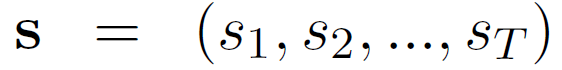 s = (s₁, s₂, ..., s_T)